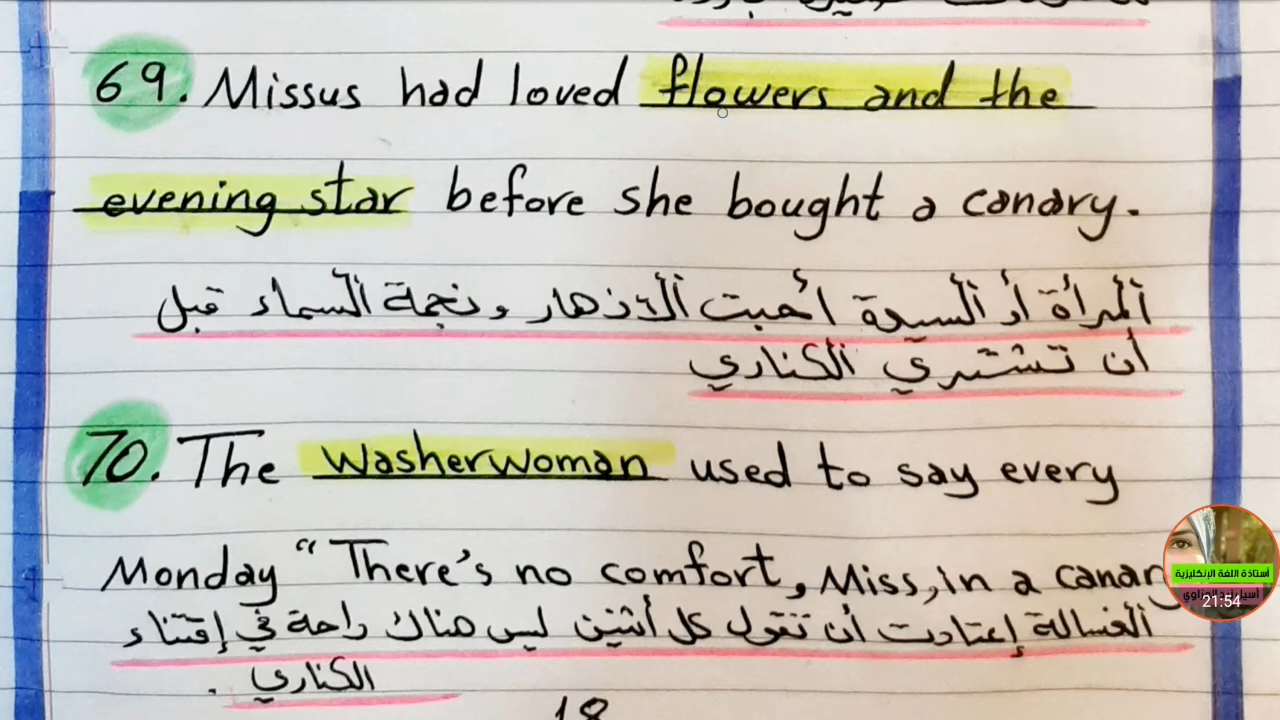 69. Missus had loved flowers and the
evening star before she bought a canary.
المرأة أو السيدة احبت الأزهار ونجمة السماء قبل
أن تشتري الكناري
70. The washerwoman used to say every
Monday “There's no comfort, Miss, in a canary
الغسالة إعتادت أن تقول كل أثنين ليس هناك راحة في إقتناء
الكناري .
18
أستاذة اللغة الإنكليزية
21:54